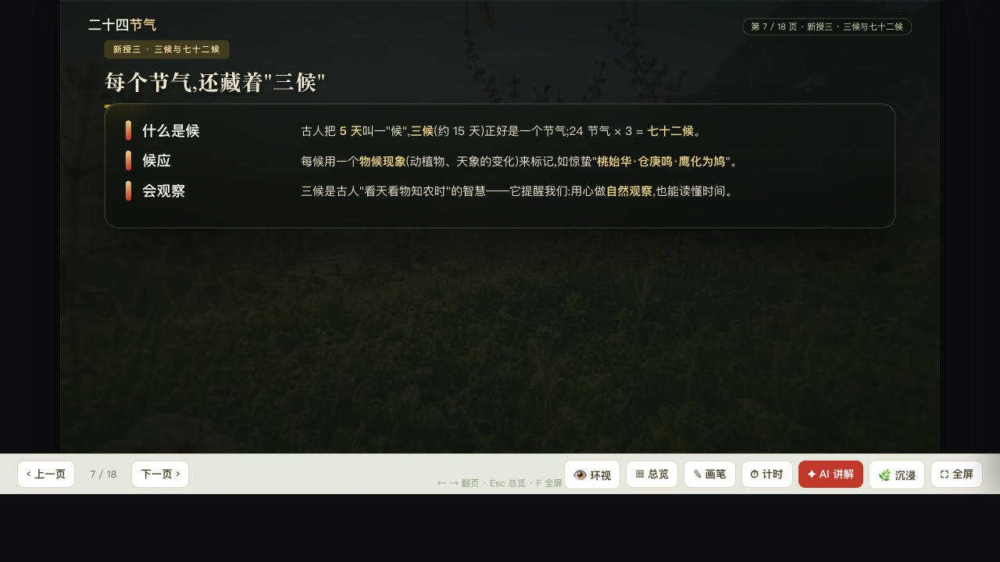 二十四节气
第 7 / 18 页 · 新授三 · 三候与七十二候
新授三 · 三候与七十二候
每个节气,还藏着"三候"
什么是候
古人把 5 天叫一"候",三候(约 15 天)正好是一个节气;24 节气 × 3 = 七十二候。
候应
每候用一个物候现象(动植物、天象的变化)来标记,如惊蛰"桃始华·仓庚鸣·鹰化为鸠"。
会观察
三候是古人"看天看物知农时"的智慧——它提醒我们:用心做自然观察,也能读懂时间。
‹ 上一页
7 / 18
下一页 ›
← → 翻页 · Esc 总览 · F 全屏
环视
总览
画笔
计时
AI 讲解
沉浸
全屏